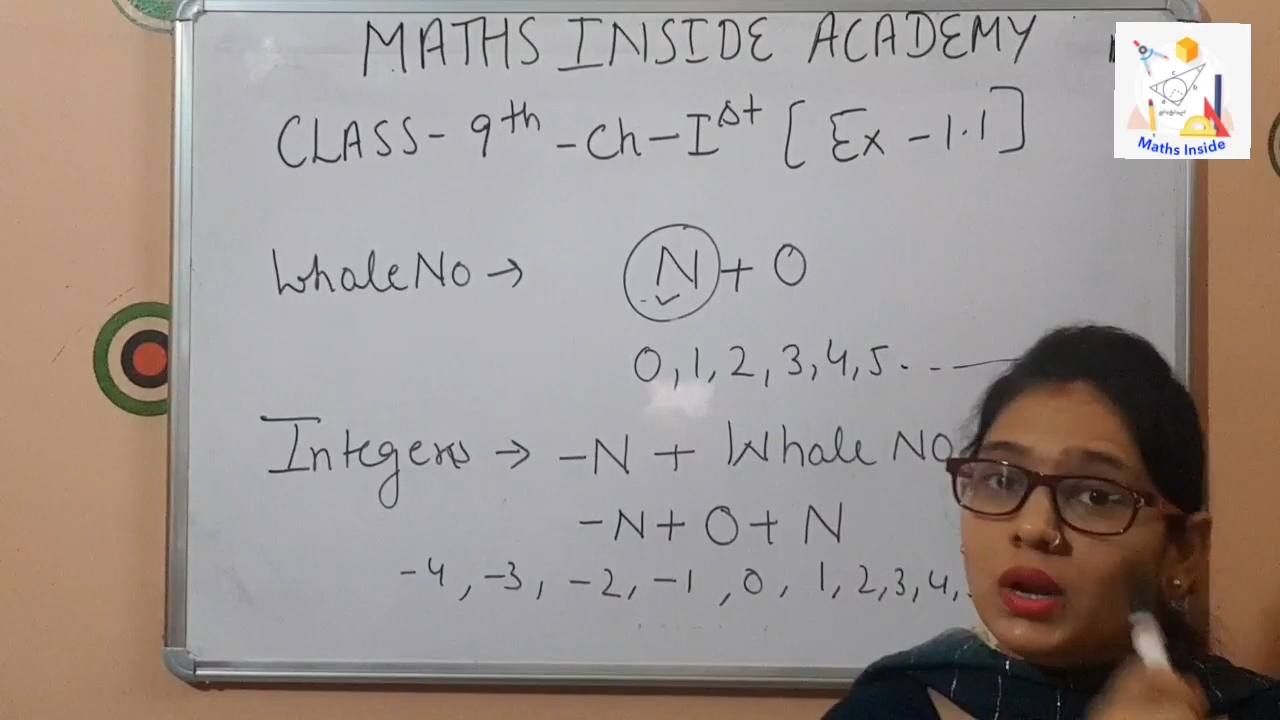 MATHS INSIDE ACADEMY
CLASS - 9th - Ch - Ist [Ex - 1.1]
Whole No → N + 0
0, 1, 2, 3, 4, 5 . - -
Integers → -N + Whole NO
-N + 0 + N
-4, -3, -2, -1, 0, 1, 2, 3, 4,
Maths Inside